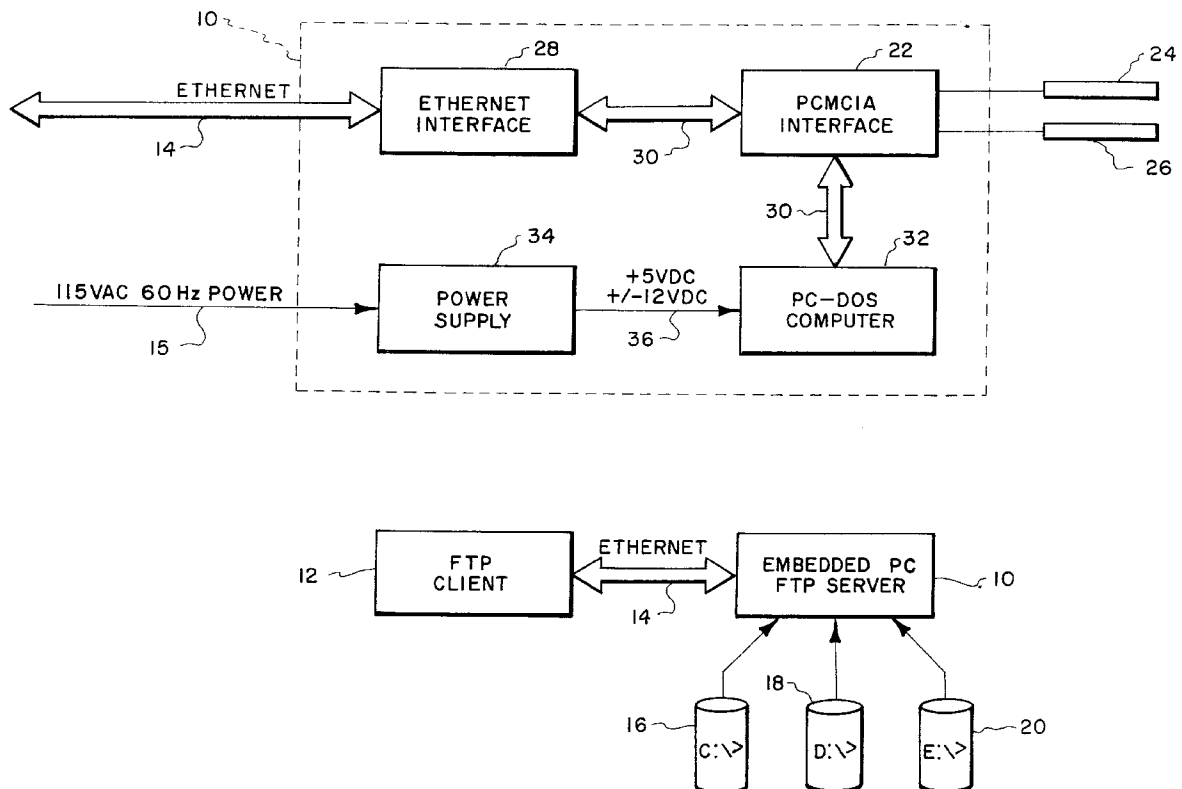 10
28
22
24
ETHERNET
14
ETHERNET
INTERFACE
30
PCMCIA
INTERFACE
26
30
34
32
115VAC 60Hz POWER
15
POWER
SUPPLY
+5VDC
+/-12VDC
36
PC-DOS
COMPUTER
12
FTP
CLIENT
ETHERNET
14
EMBEDDED PC
FTP SERVER
10
16
C:\>
18
D:\>
E:\>
20